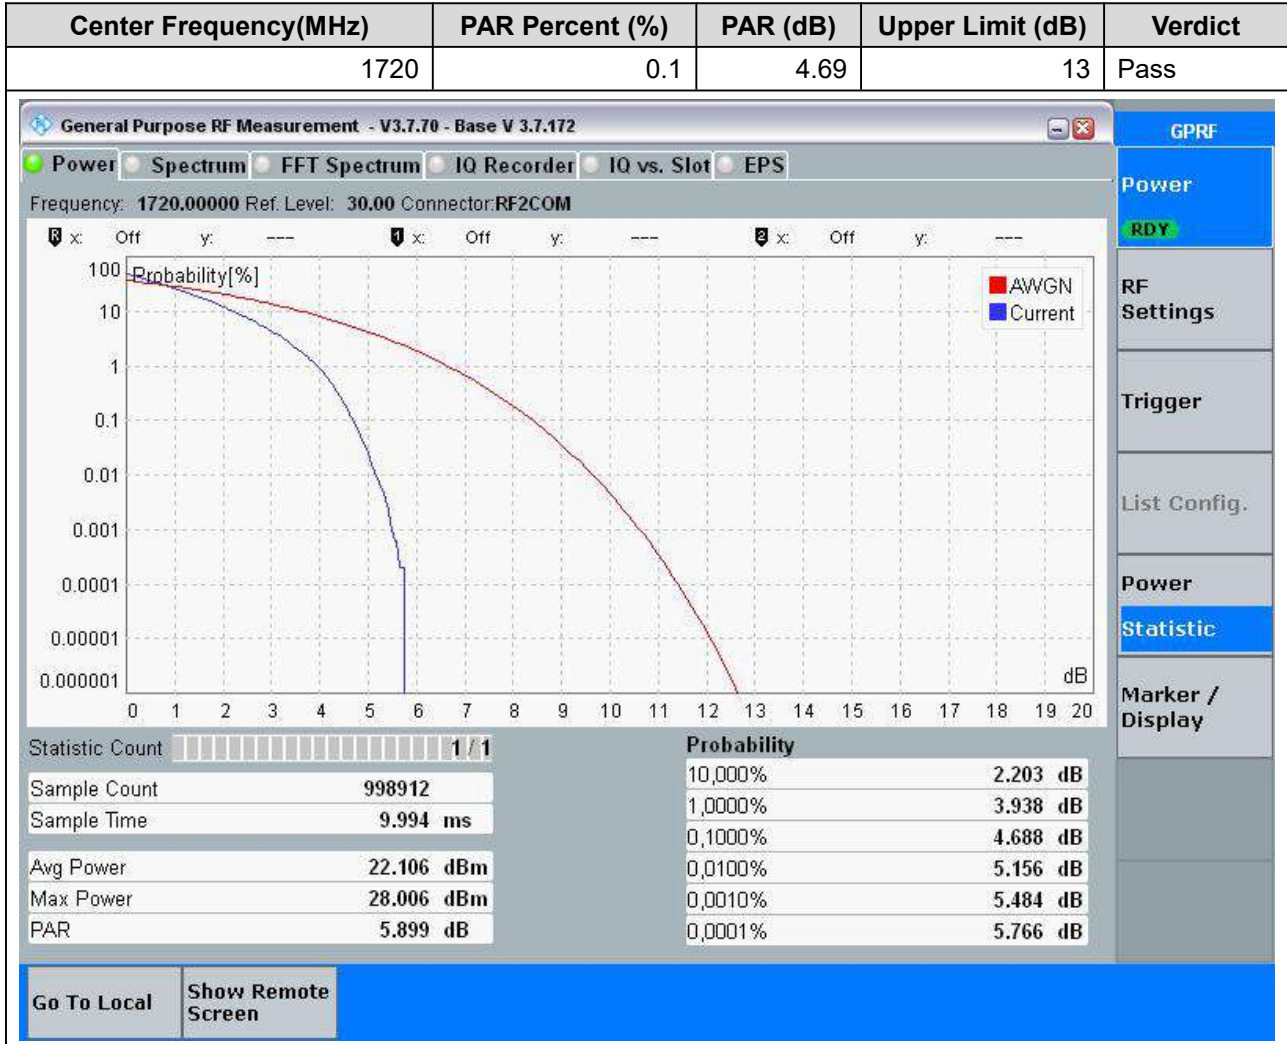 Center Frequency(MHz) PAR Percent (%) PAR (dB) Upper Limit (dB) Verdict
1720 0.1 4.69 13 Pass
General Purpose RF Measurement - V3.7.70 - Base V 3.7.172
GPRF
Power Spectrum FFT Spectrum IQ Recorder IQ vs. Slot EPS
Frequency: 1720.00000 Ref. Level: 30.00 Connector:RF2COM
R x: Off y: --- 1 x: Off y: --- 2 x: Off y: ---
Probability[%]
AWGN
Current
100
10
1
0.1
0.01
0.001
0.0001
0.00001
0.000001
dB
0 1 2 3 4 5 6 7 8 9 10 11 12 13 14 15 16 17 18 19 20
Statistic Count 1 / 1
Sample Count 998912
Sample Time 9.994 ms
Avg Power 22.106 dBm
Max Power 28.006 dBm
PAR 5.899 dB
Probability
10,000% 2.203 dB
1,0000% 3.938 dB
0,1000% 4.688 dB
0,0100% 5.156 dB
0,0010% 5.484 dB
0,0001% 5.766 dB
Power
RDY
RF
Settings
Trigger
List Config.
Power
Statistic
Marker /
Display
Go To Local
Show Remote
Screen